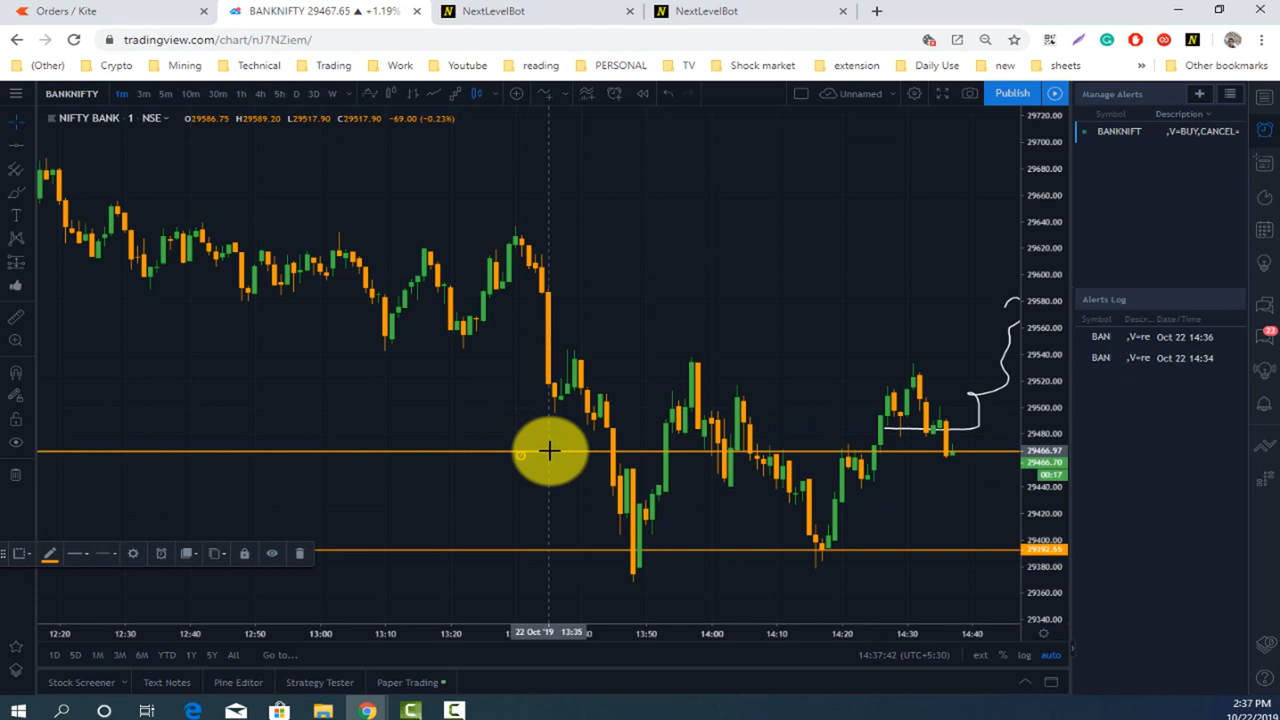 Orders / Kite
BANKNIFTY 29467.65 ▲ +1.19%
NextLevelBot
NextLevelBot
tradingview.com/chart/nJ7NZiem/
(Other) Crypto Mining Technical Trading Work Youtube reading PERSONAL TV Shock market extension Daily Use new sheets » Other bookmarks
BANKNIFTY 1m 3m 5m 10m 30m 1h 4h 5h D 3D W Unnamed Publish
Manage Alerts
NIFTY BANK · 1 · NSE O29586.75 H29589.20 L29517.90 C29517.90 -69.00 (-0.23%)
Symbol Description
BANKNIFT ,V=BUY,CANCEL=
29720.00
29700.00
29680.00
29660.00
29640.00
29620.00
29600.00
29580.00
29560.00
29540.00
29520.00
29500.00
29480.00
29466.97
29466.70
00:17
29440.00
29420.00
29400.00
29392.55
29380.00
29360.00
29340.00
Alerts Log
Symbol Descr... Date/Time
BAN ,V=re Oct 22 14:36
BAN ,V=re Oct 22 14:34
23
12:20 12:30 12:40 12:50 13:00 13:10 13:20 22 Oct '19 13:35 13:50 14:00 14:10 14:20 14:30 14:40
1D 5D 1M 3M 6M YTD 1Y 5Y All Go to... 14:37:42 (UTC+5:30) ext % log auto
Stock Screener Text Notes Pine Editor Strategy Tester Paper Trading
2:37 PM
10/22/2019